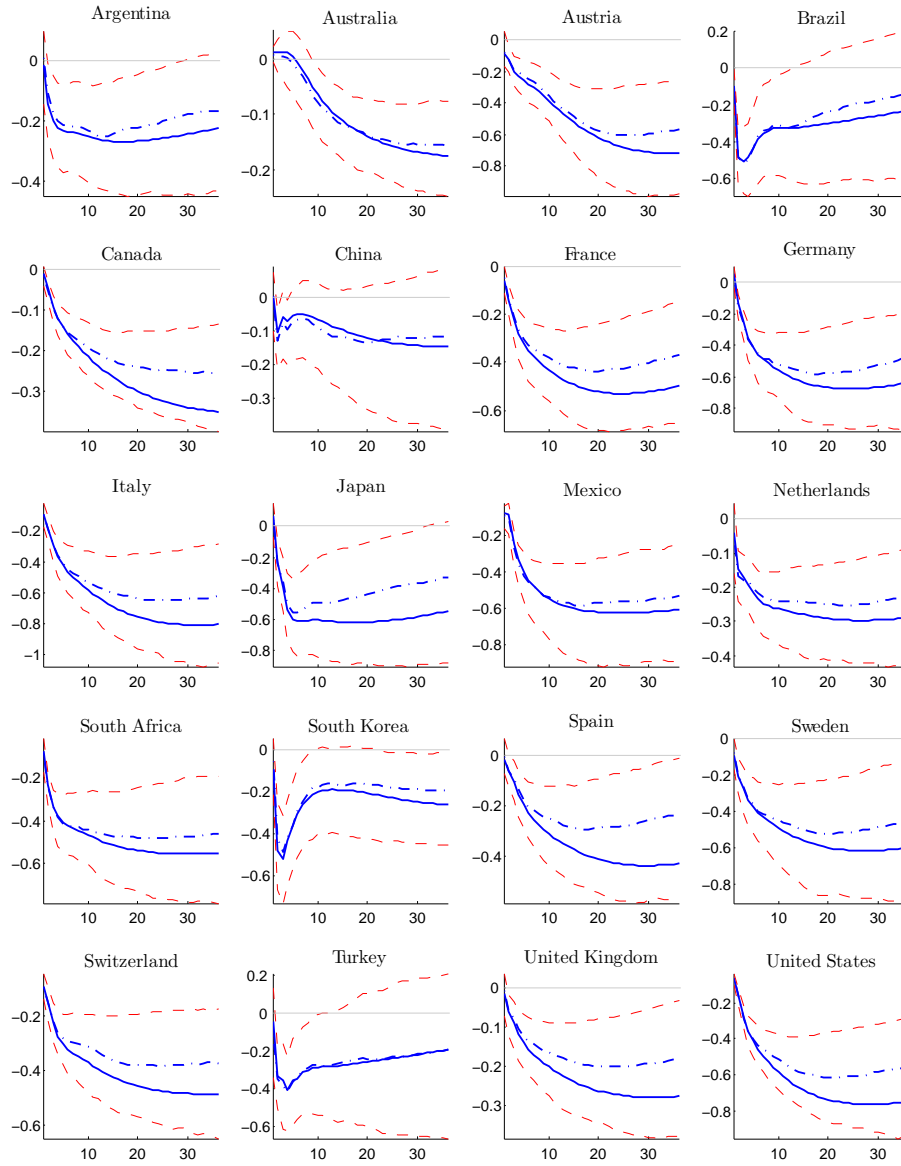 Argentina
Australia
Austria
Brazil
0
−0.2
−0.4
10 20 30
0
−0.1
−0.2
10 20 30
0
−0.2
−0.4
−0.6
−0.8
10 20 30
0.2
0
−0.2
−0.4
−0.6
10 20 30
Canada
China
France
Germany
0
−0.1
−0.2
−0.3
10 20 30
0
−0.1
−0.2
−0.3
10 20 30
0
−0.2
−0.4
−0.6
10 20 30
0
−0.2
−0.4
−0.6
−0.8
10 20 30
Italy
Japan
Mexico
Netherlands
−0.2
−0.4
−0.6
−0.8
−1
10 20 30
0
−0.2
−0.4
−0.6
−0.8
10 20 30
−0.2
−0.4
−0.6
−0.8
10 20 30
0
−0.1
−0.2
−0.3
−0.4
10 20 30
South Africa
South Korea
Spain
Sweden
−0.2
−0.4
−0.6
10 20 30
0
−0.2
−0.4
−0.6
10 20 30
0
−0.2
−0.4
10 20 30
0
−0.2
−0.4
−0.6
−0.8
10 20 30
Switzerland
Turkey
United Kingdom
United States
−0.2
−0.4
−0.6
10 20 30
0.2
0
−0.2
−0.4
−0.6
10 20 30
0
−0.1
−0.2
−0.3
10 20 30
−0.2
−0.4
−0.6
−0.8
10 20 30